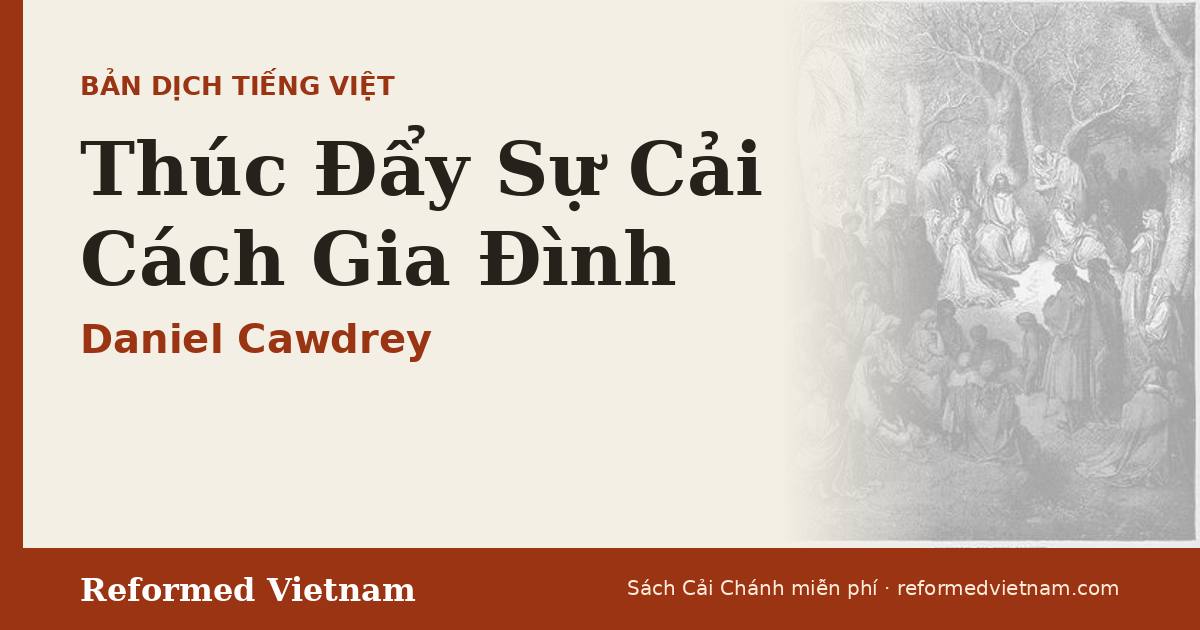 BẢN DỊCH TIẾNG VIỆT
Thúc Đẩy Sự Cải
Cách Gia Đình
Daniel Cawdrey
Reformed Vietnam
Sách Cải Chánh miễn phí · reformedvietnam.com